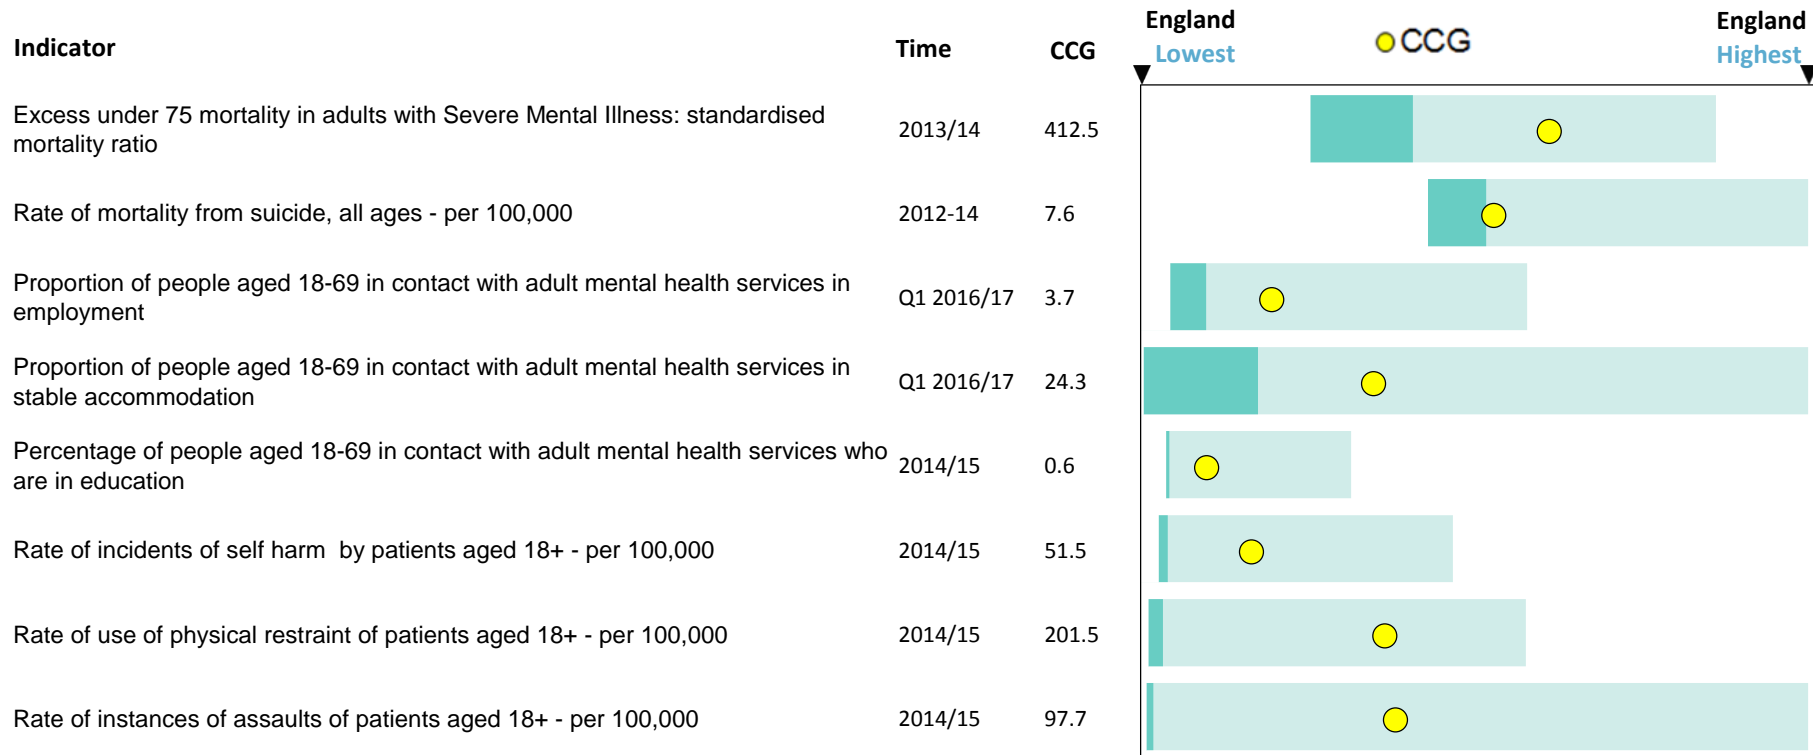 Indicator Time CCG England Lowest CCG England Highest
Excess under 75 mortality in adults with Severe Mental Illness: standardised
mortality ratio
2013/14 412.5
Rate of mortality from suicide, all ages - per 100,000 2012-14 7.6
Proportion of people aged 18-69 in contact with adult mental health services in
employment
Q1 2016/17 3.7
Proportion of people aged 18-69 in contact with adult mental health services in
stable accommodation
Q1 2016/17 24.3
Percentage of people aged 18-69 in contact with adult mental health services who
are in education
2014/15 0.6
Rate of incidents of self harm  by patients aged 18+ - per 100,000 2014/15 51.5
Rate of use of physical restraint of patients aged 18+ - per 100,000 2014/15 201.5
Rate of instances of assaults of patients aged 18+ - per 100,000 2014/15 97.7